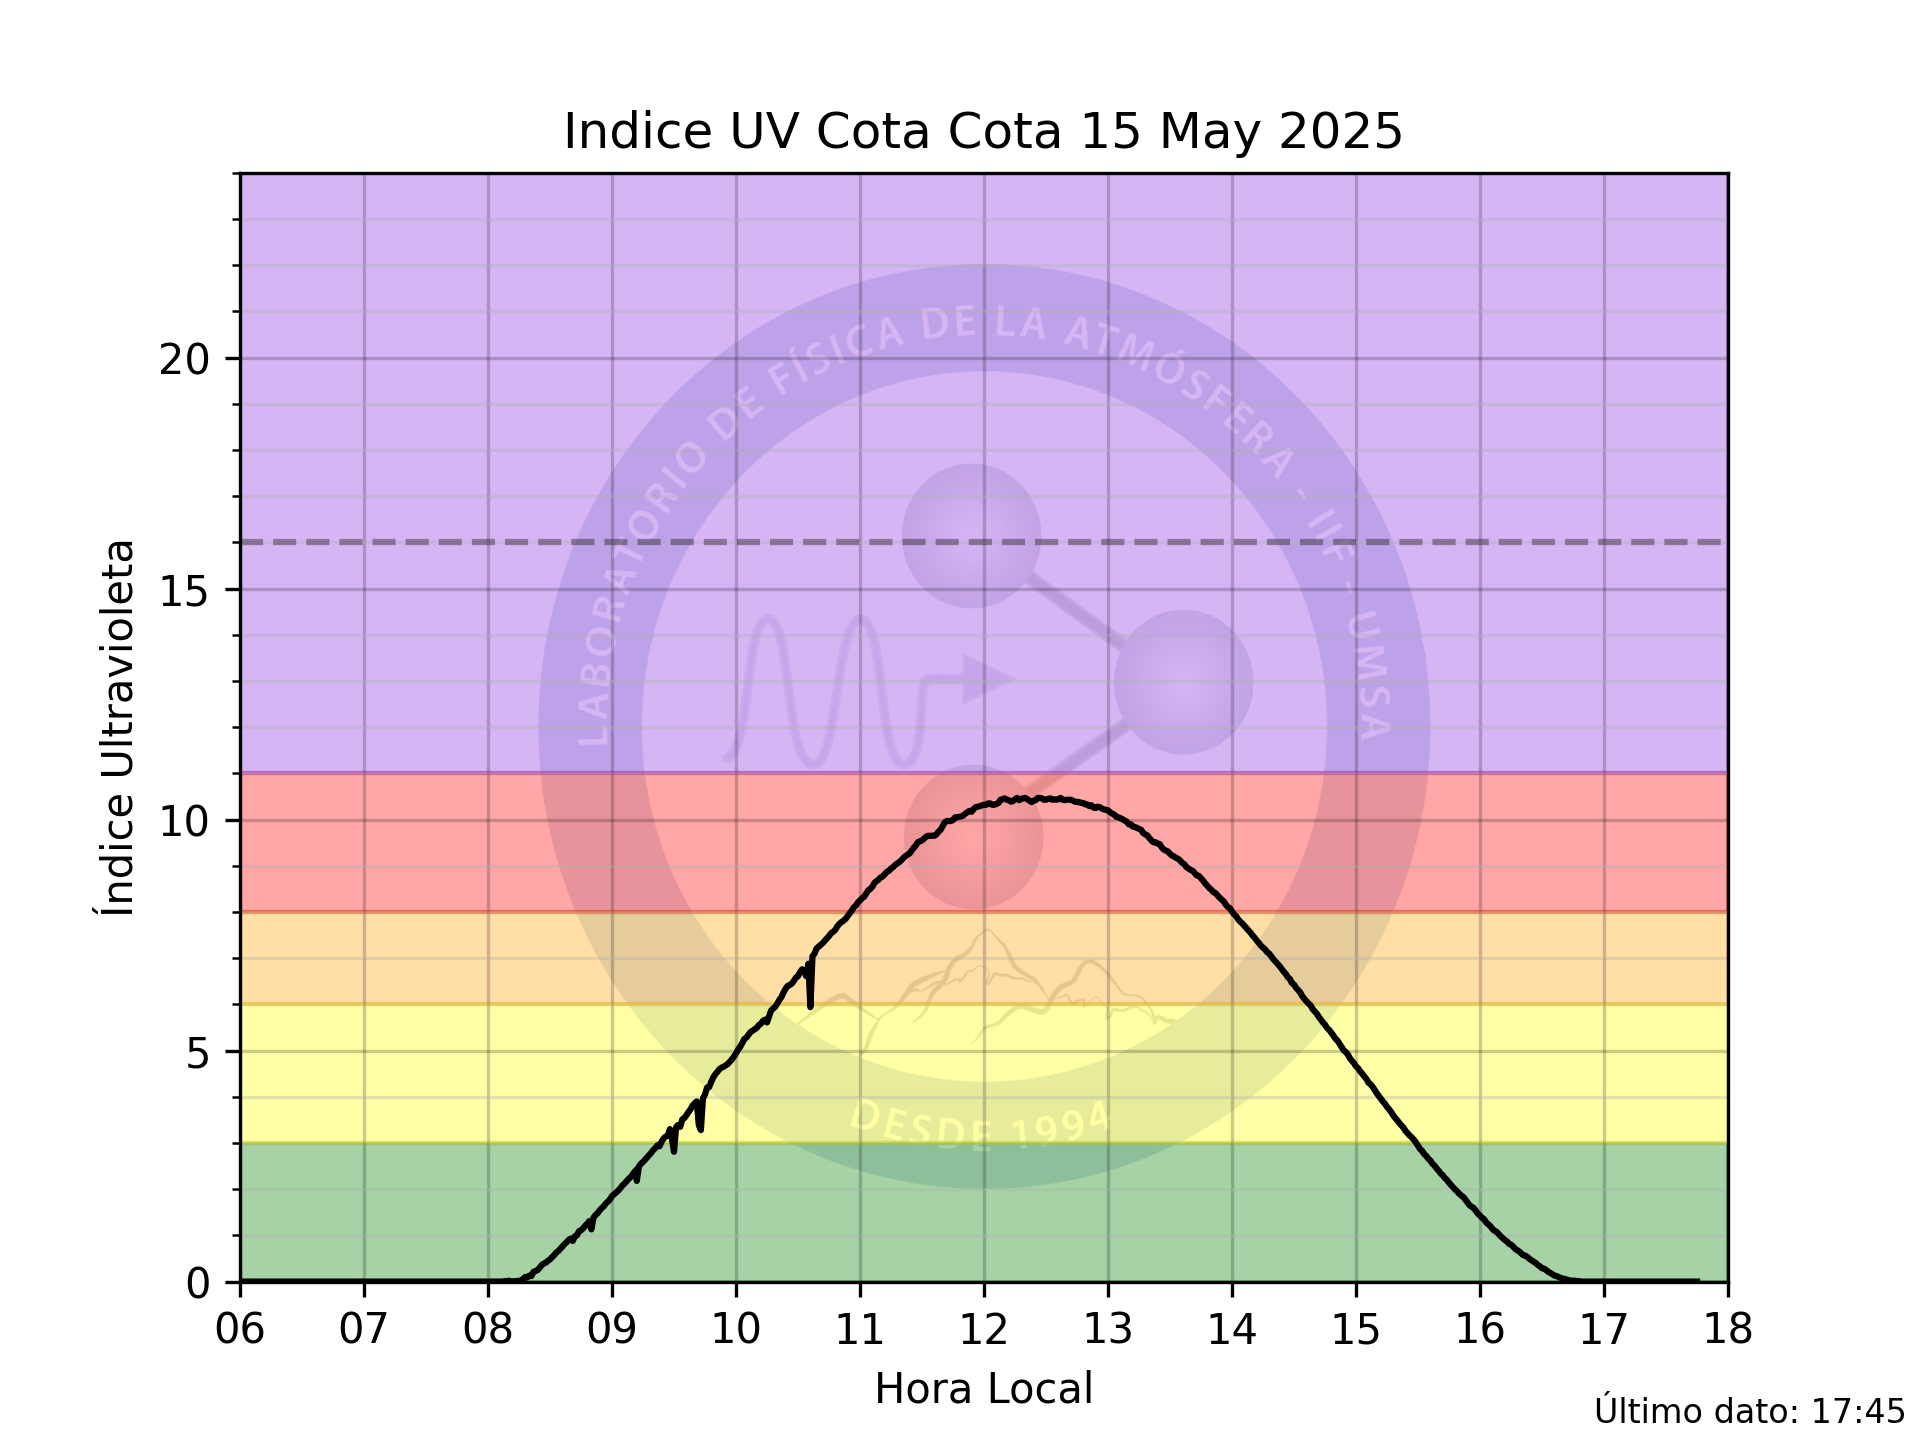 Indice UV Cota Cota 15 May 2025
Índice Ultravioleta
20
15
10
5
0
LABORATORIO DE FÍSICA DE LA ATMÓSFERA - IIF - UMSA
DESDE 1994
06 07 08 09 10 11 12 13 14 15 16 17 18
Hora Local
Último dato: 17:45